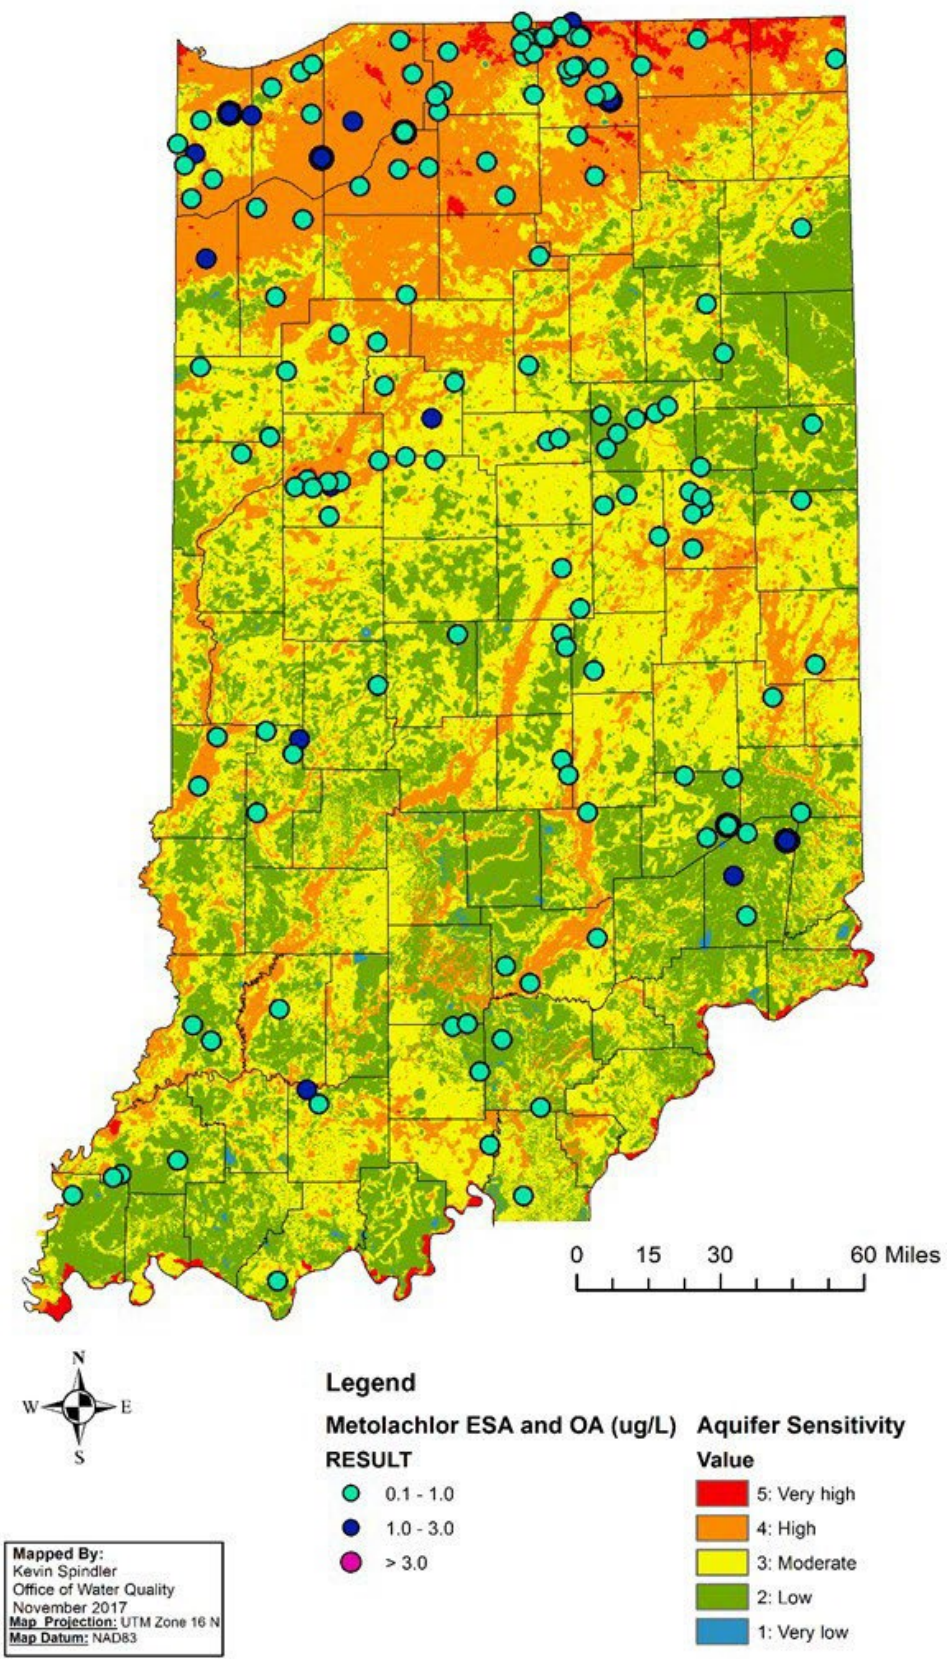 0 15 30 60 Miles
N
W E
S
Legend
Metolachlor ESA and OA (ug/L)
RESULT
0.1 - 1.0
1.0 - 3.0
> 3.0
Aquifer Sensitivity
Value
5: Very high
4: High
3: Moderate
2: Low
1: Very low
Mapped By:
Kevin Spindler
Office of Water Quality
November 2017
Map Projection: UTM Zone 16 N
Map Datum: NAD83